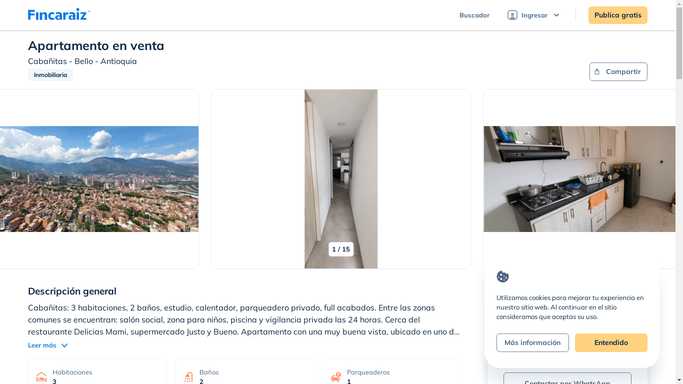 Fincaraiz
Buscador
Ingresar
Publica gratis
Apartamento en venta
Cabañitas - Bello - Antioquia
Inmobiliaria
Compartir
1 / 15
Descripción general
Cabañitas: 3 habitaciones, 2 baños, estudio, calentador, parqueadero privado, full acabados. Entre las zonas
comunes se encuentran: salón social, zona para niños, piscina y vigilancia privada las 24 horas. Cerca del
restaurante Delicias Mami, supermercado Justo y Bueno. Apartamento con una muy buena vista, ubicado en uno d...
Leer más
Habitaciones
3
Baños
2
Parqueaderos
1
Utilizamos cookies para mejorar tu experiencia en
nuestro sitio web. Al continuar en el sitio
consideramos que aceptas su uso.
Más información
Entendido
Contactar por WhatsApp